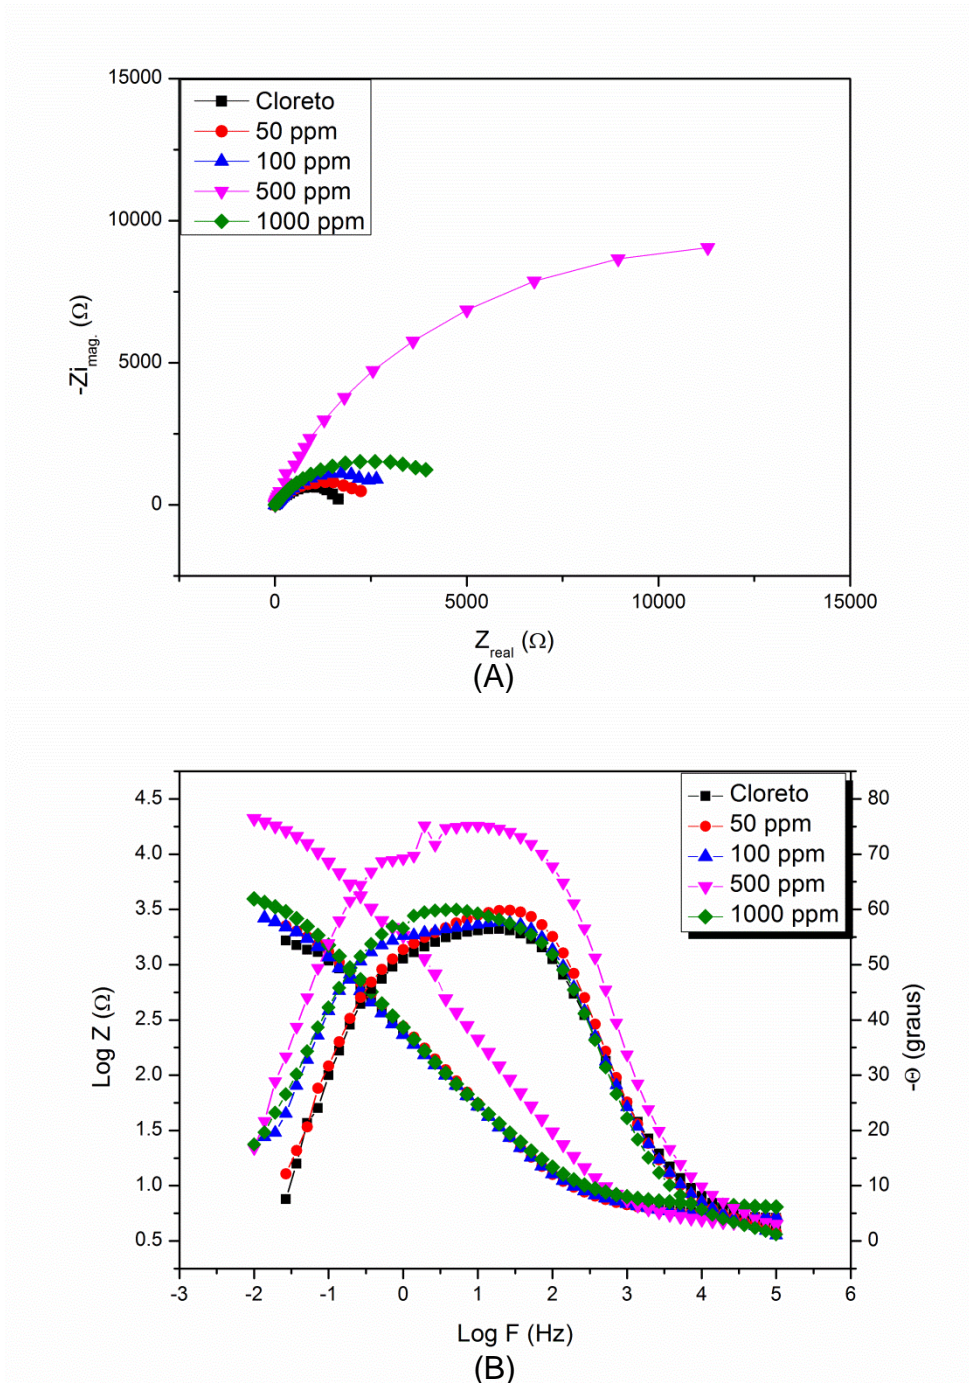 15000
10000
5000
0
-Zi mag. (Ω)
Cloreto
50 ppm
100 ppm
500 ppm
1000 ppm
0 5000 10000 15000
Z real (Ω)
(A)
4.5
4.0
3.5
3.0
2.5
2.0
1.5
1.0
0.5
Log Z (Ω)
Cloreto
50 ppm
100 ppm
500 ppm
1000 ppm
80
70
60
50
40
30
20
10
0
-Θ (graus)
-3 -2 -1 0 1 2 3 4 5 6
Log F (Hz)
(B)